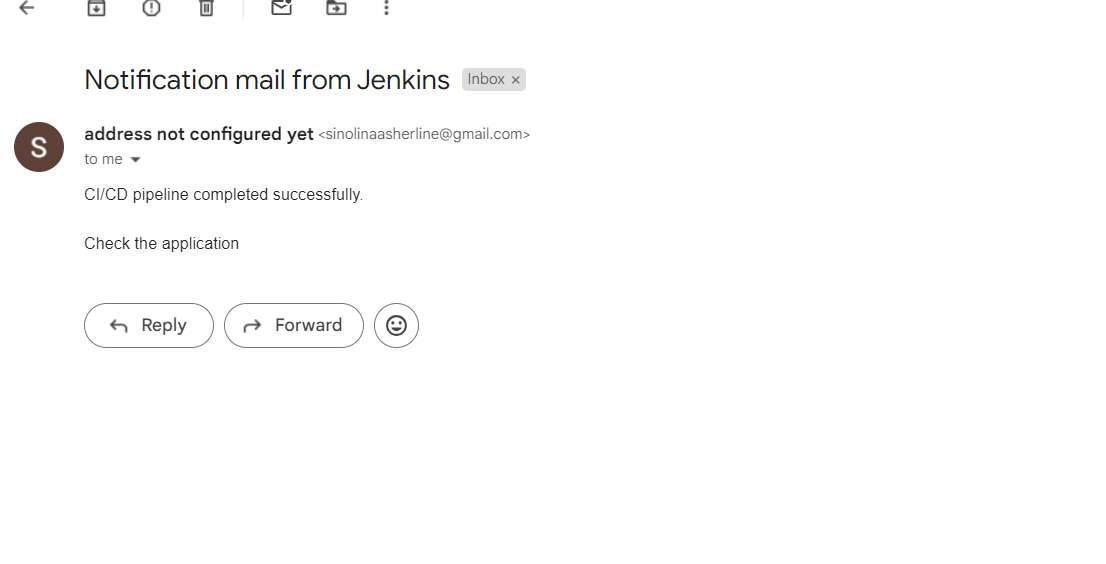 Notification mail from Jenkins Inbox ×
S
address not configured yet <sinolinaasherline@gmail.com>
to me
CI/CD pipeline completed successfully.
Check the application
Reply Forward